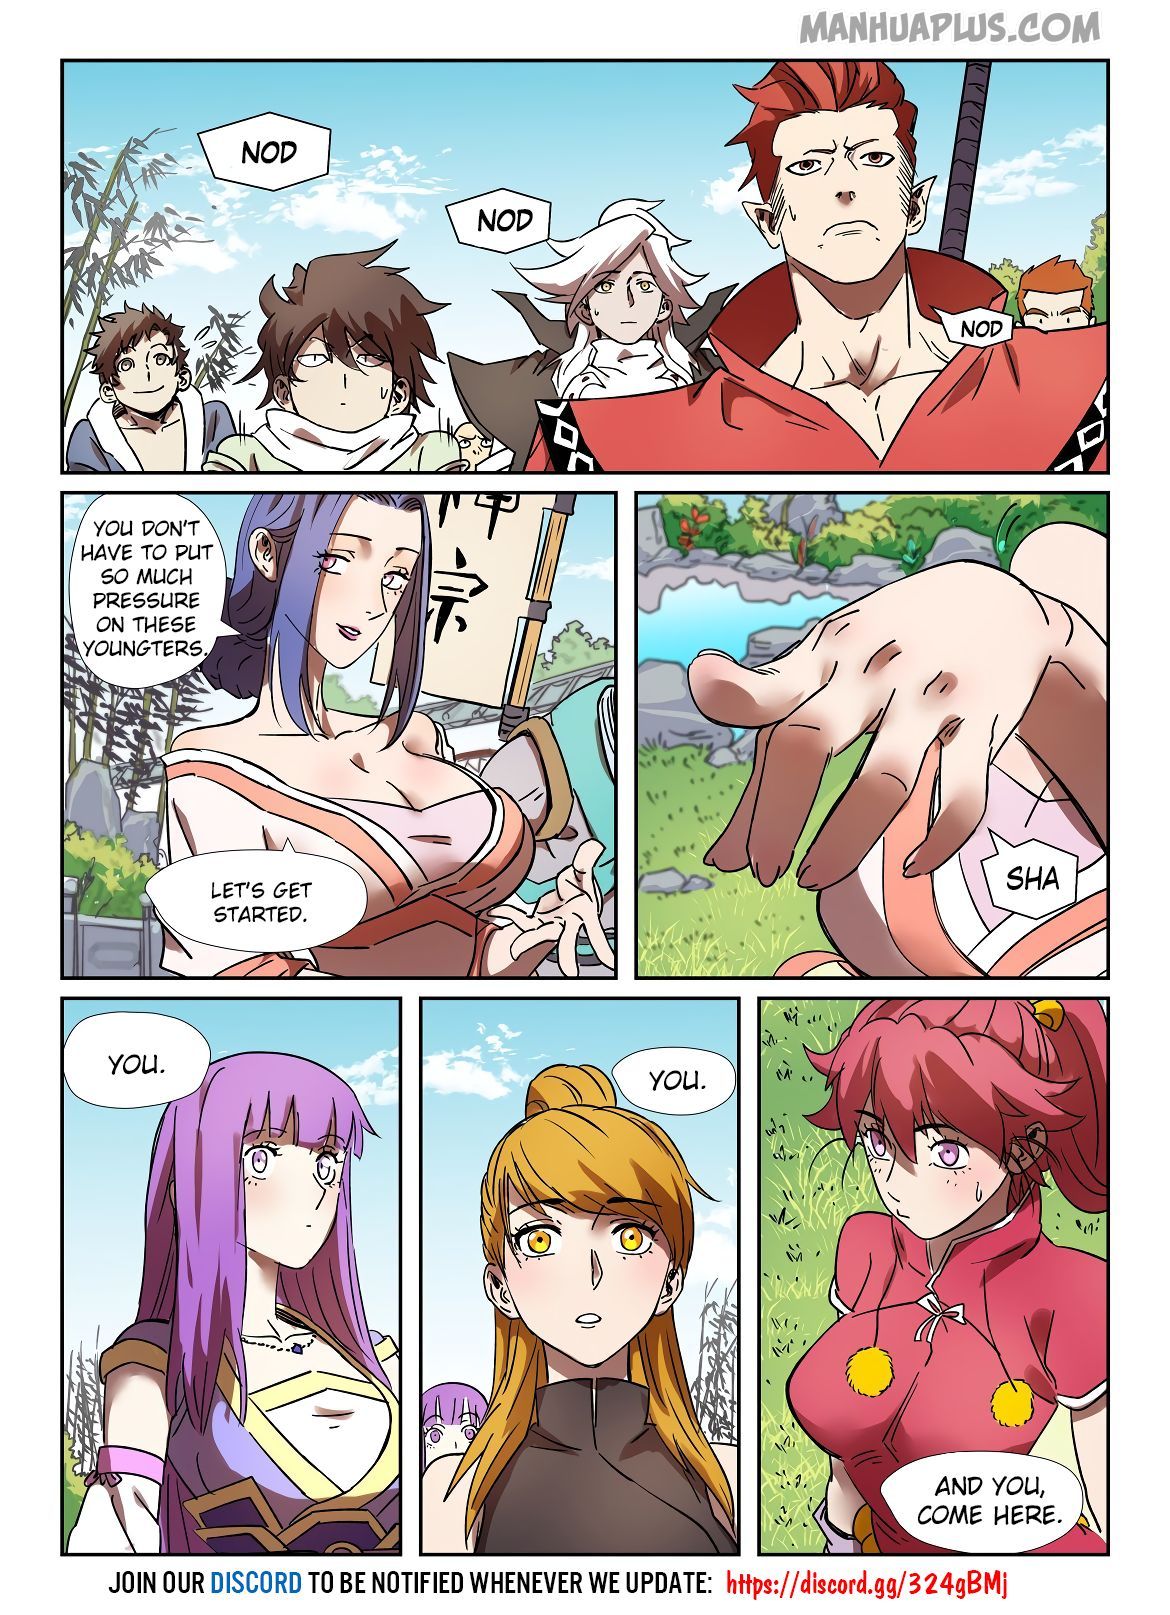 MANHUAPLUS.COM
NOD
NOD
NOD
YOU DON'T
HAVE TO PUT
SO MUCH
PRESSURE
ON THESE
YOUNGTERS.
禅
宗
LET'S GET
STARTED.
SHA
YOU.
YOU.
AND YOU,
COME HERE.
JOIN OUR DISCORD TO BE NOTIFIED WHENEVER WE UPDATE: https://discord.gg/324gBMj